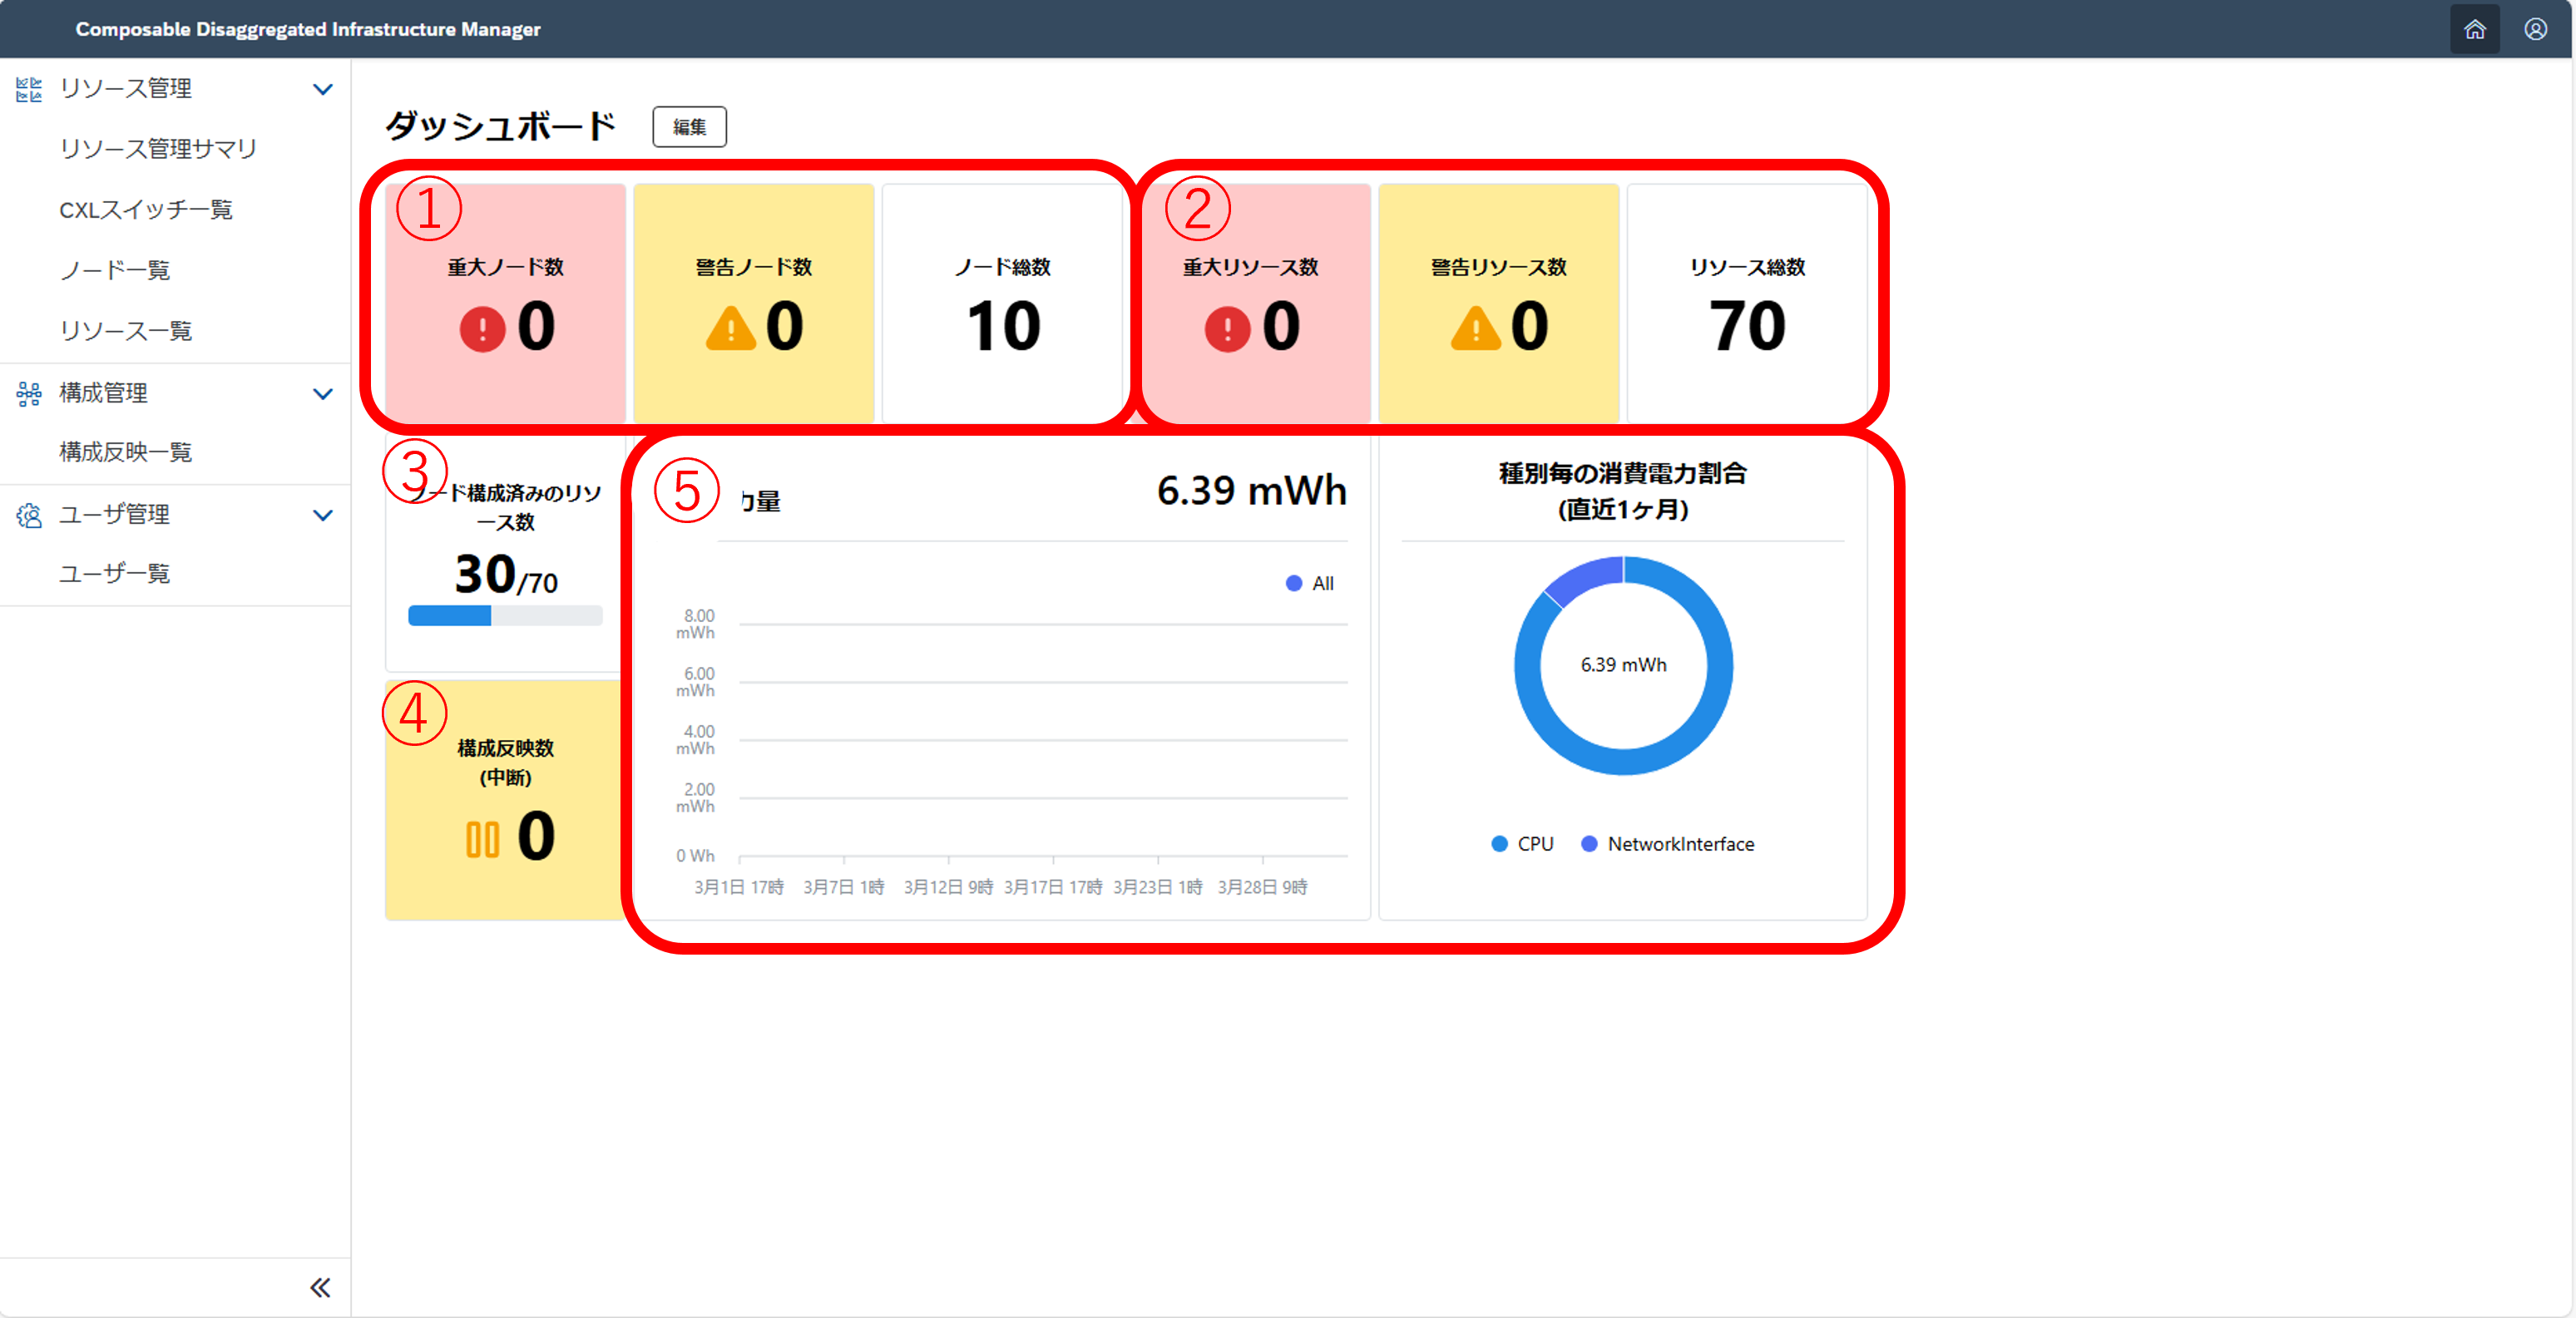 Composable Disaggregated Infrastructure Manager
リソース管理
リソース管理サマリ
CXLスイッチ一覧
ノード一覧
リソース一覧
構成管理
構成反映一覧
ユーザ管理
ユーザ一覧
ダッシュボード
編集
①
重大ノード数
0
警告ノード数
0
ノード総数
10
②
重大リソース数
0
警告リソース数
0
リソース総数
70
③
ノード構成済みのリソ
ース数
30/70
④
構成反映数
(中断)
0
⑤
力量
6.39 mWh
All
8.00
mWh
6.00
mWh
4.00
mWh
2.00
mWh
0 Wh
3月1日 17時 3月7日 1時 3月12日 9時 3月17日 17時 3月23日 1時 3月28日 9時
種別毎の消費電力割合
(直近1ヶ月)
6.39 mWh
CPU NetworkInterface